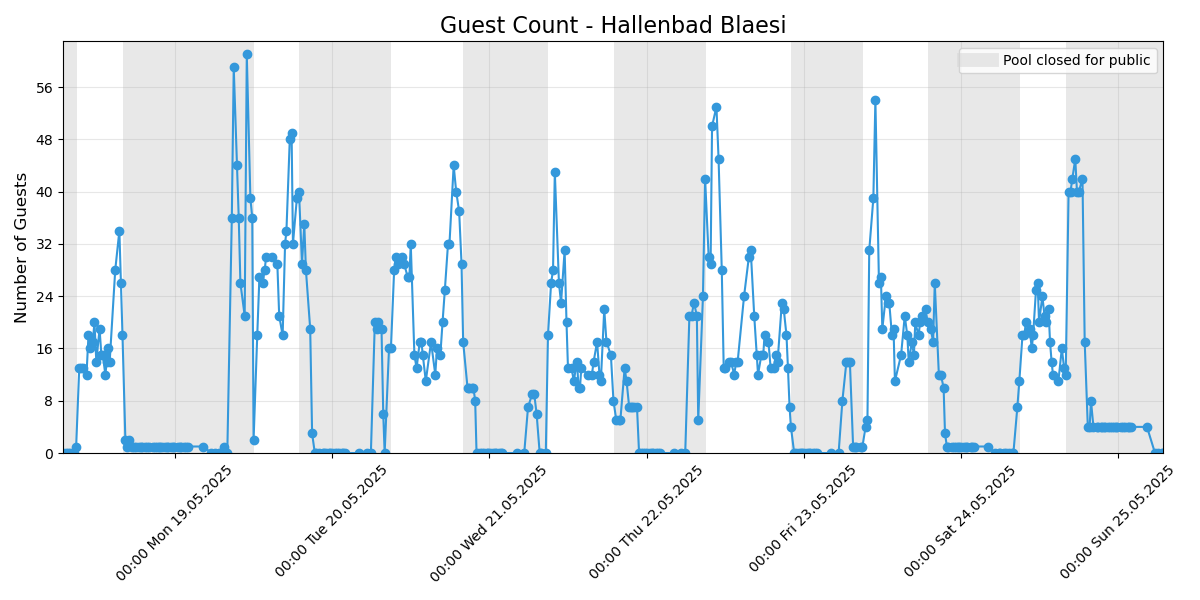 Guest Count - Hallenbad Blaesi
Pool closed for public
Number of Guests
56
48
40
32
24
16
8
0
00:00 Mon 19.05.2025
00:00 Tue 20.05.2025
00:00 Wed 21.05.2025
00:00 Thu 22.05.2025
00:00 Fri 23.05.2025
00:00 Sat 24.05.2025
00:00 Sun 25.05.2025